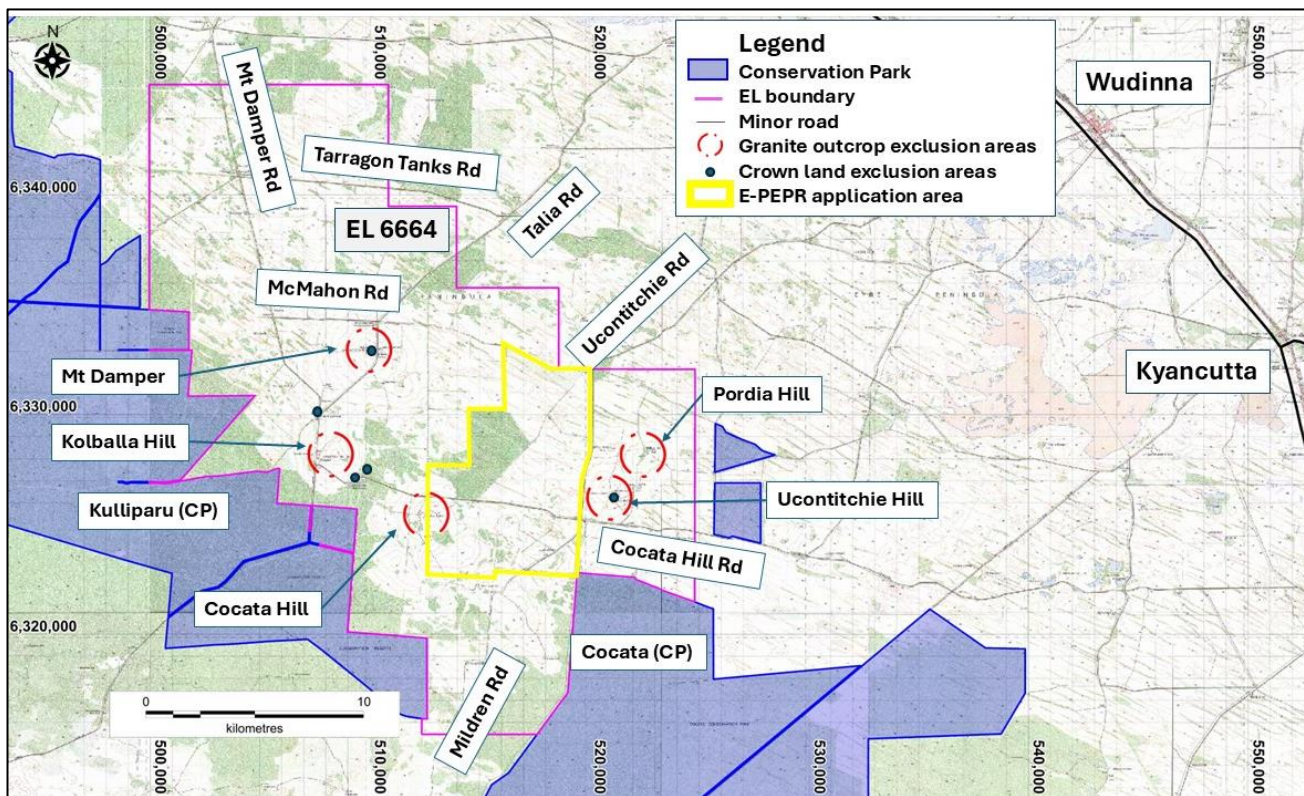 N
500,000
510,000
520,000
550,000
Legend
Conservation Park
EL boundary
Minor road
Granite outcrop exclusion areas
Crown land exclusion areas
E-PEPR application area
Wudinna
Mt Damper Rd
Tarragon Tanks Rd
Talia Rd
6,340,000
EL 6664
McMahon Rd
Ucontitchie Rd
PENINSULA
PENINSULA
Mt Damper
Kyancutta
Pordia Hill
6,330,000
Kolballa Hill
Kulliparu (CP)
Ucontitchie Hill
Cocata Hill Rd
Cocata Hill
6,320,000
Cocata (CP)
Mildren Rd
0
10
kilometres
500,000
510,000
520,000
530,000
540,000
550,000